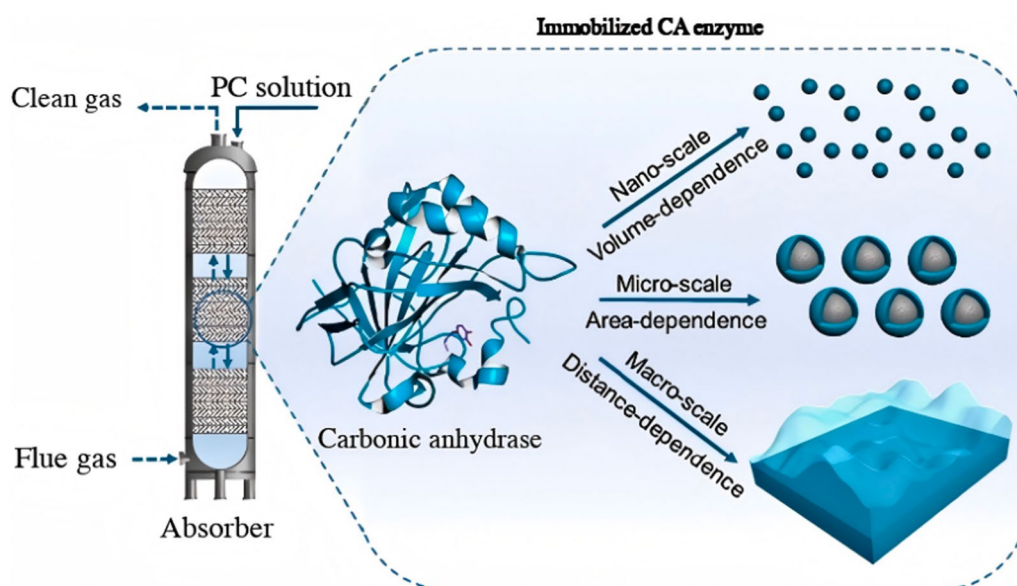 Immobilized CA enzyme
Clean gas
PC solution
Flue gas
Absorber
Carbonic anhydrase
Nano-scale
Volume-dependence
Micro-scale
Area-dependence
Macro-scale
Distance-dependence